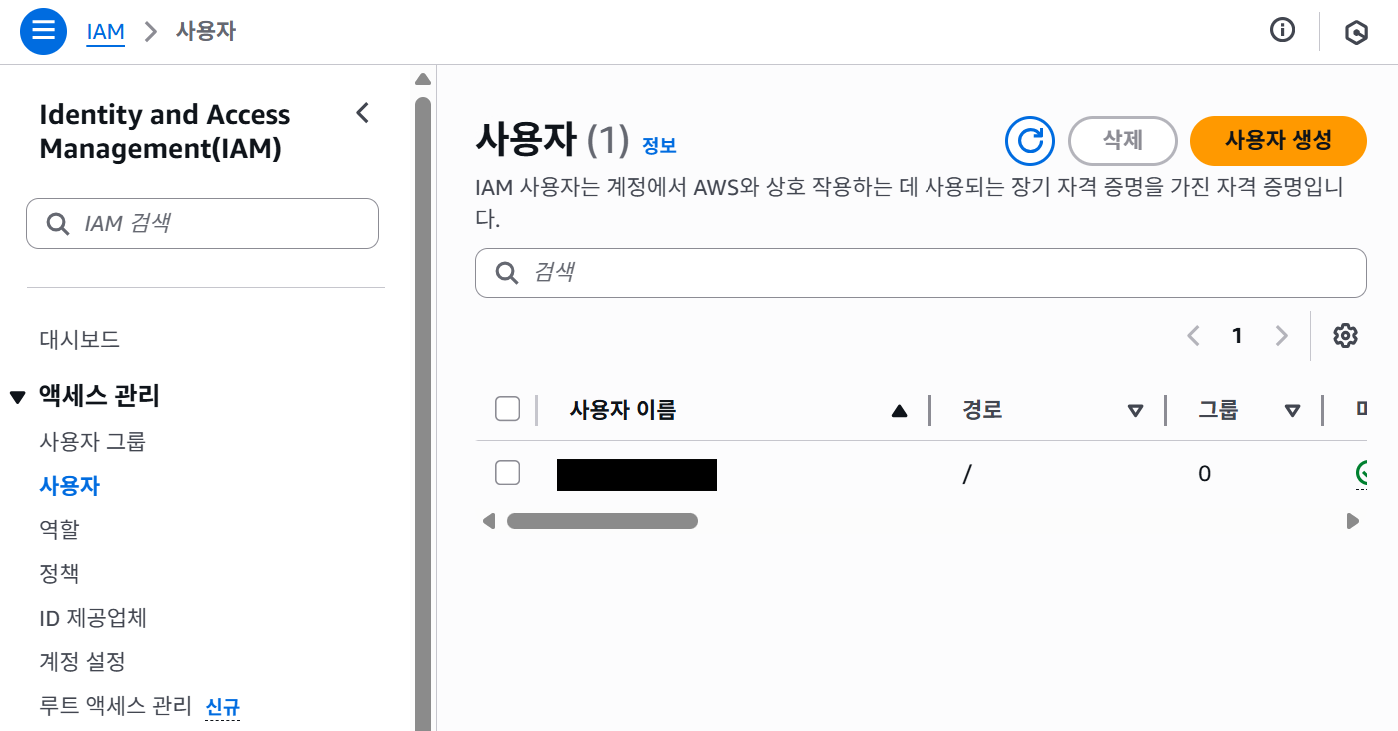 IAM > 사용자
Identity and Access
Management(IAM)
IAM 검색
대시보드
액세스 관리
사용자 그룹
사용자
역할
정책
ID 제공업체
계정 설정
루트 액세스 관리 신규
사용자 (1) 정보
삭제
사용자 생성
IAM 사용자는 계정에서 AWS와 상호 작용하는 데 사용되는 장기 자격 증명을 가진 자격 증명입니
다.
검색
1
사용자 이름 경로 그룹
/ 0